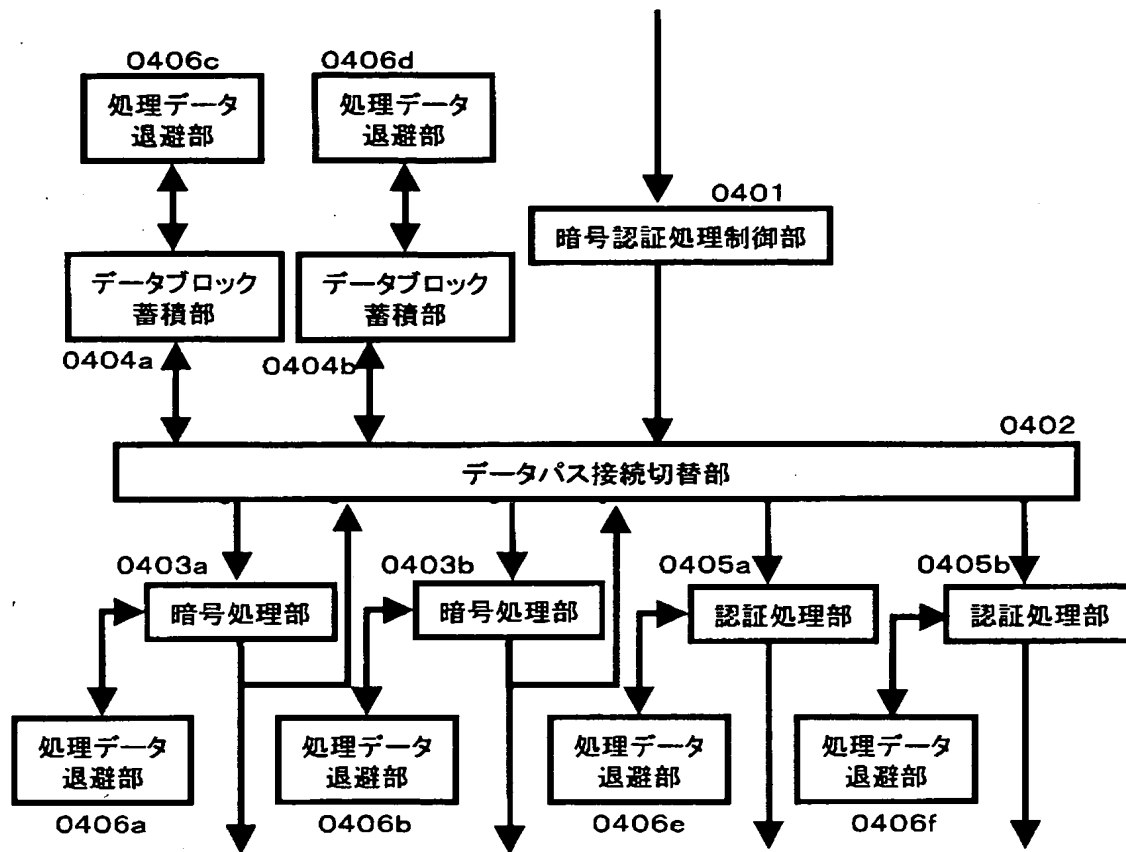 0406c
0406d
処理データ
退避部
処理データ
退避部
0401
暗号認証処理制御部
データブロック
蓄積部
データブロック
蓄積部
0404a
0404b
0402
データパス接続切替部
0403a
0403b
0405a
0405b
暗号処理部
暗号処理部
認証処理部
認証処理部
処理データ
退避部
処理データ
退避部
処理データ
退避部
処理データ
退避部
0406a
0406b
0406e
0406f